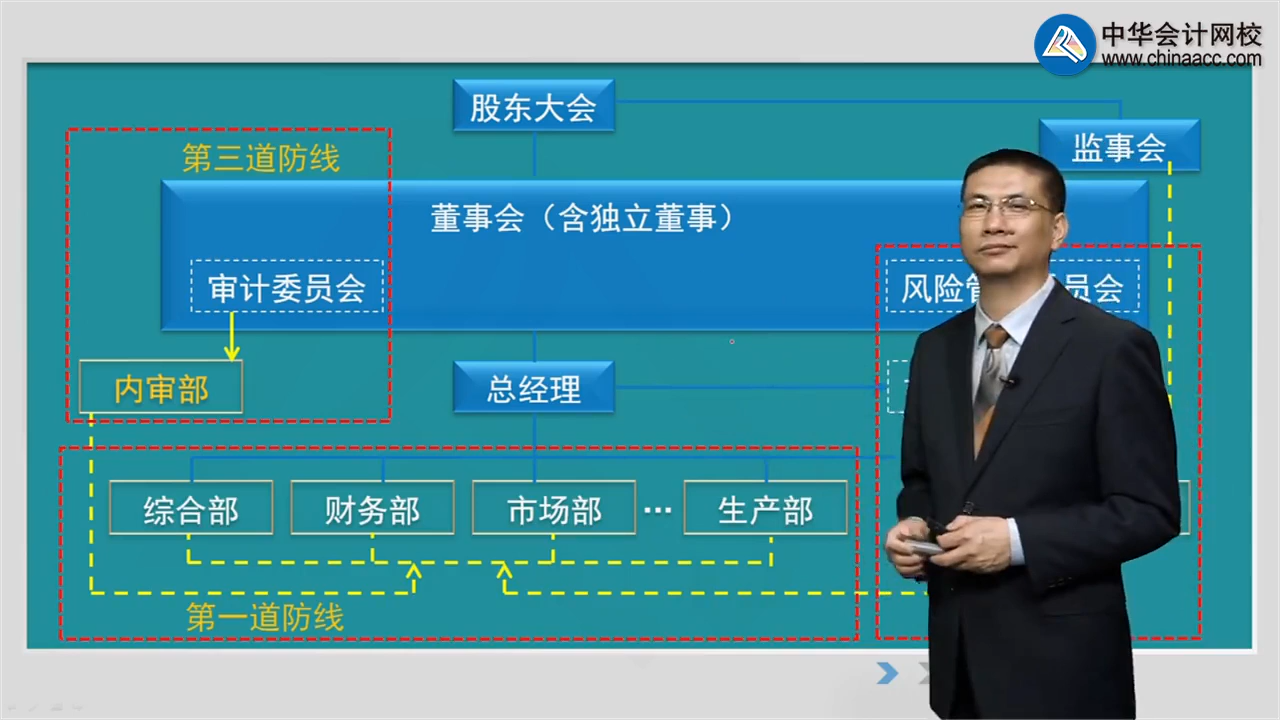 中华会计网校
www.chinaacc.com
股东大会
监事会
第三道防线
董事会（含独立董事）
审计委员会
风险管 员会
内审部
总经理
综合部
财务部
市场部
···
生产部
第一道防线